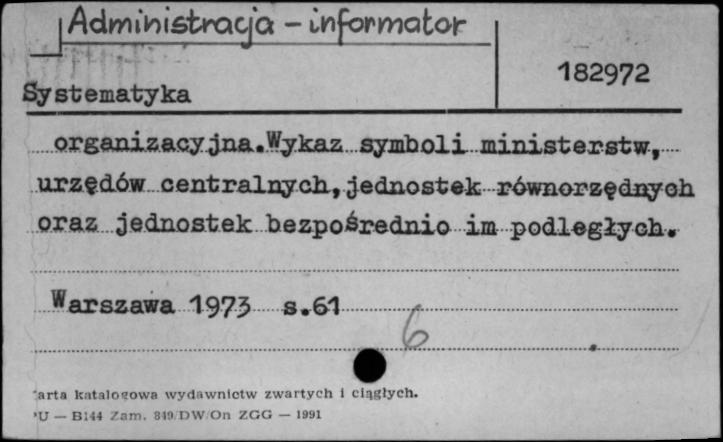 Administracja - informator
182972
Systematyka
organizacyjna.Wykaz symboli ministerstw,
urzędów centralnych, jednostek równorzędnych
oraz jednostek bezpośrednio im podległych.
Warszawa 1973 s.61
6
arta katalogowa wydawnictw zwartych i ciągłych.
U — B144 Zam. 849/DW/On ZGG — 1991